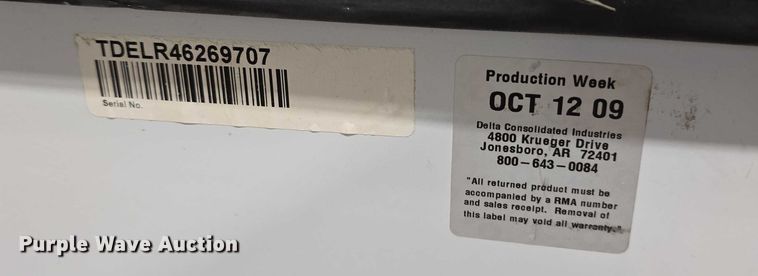 TDELR46269707
Serial No.
Production Week
OCT 12 09
Delta Consolidated Industries
4800 Krueger Drive
Jonesboro, AR 72401
800-643-0084
"All returned product must be
accompanied by a RMA number
and sales receipt. Removal of
this label may void all warranty."
Purple Wave Auction